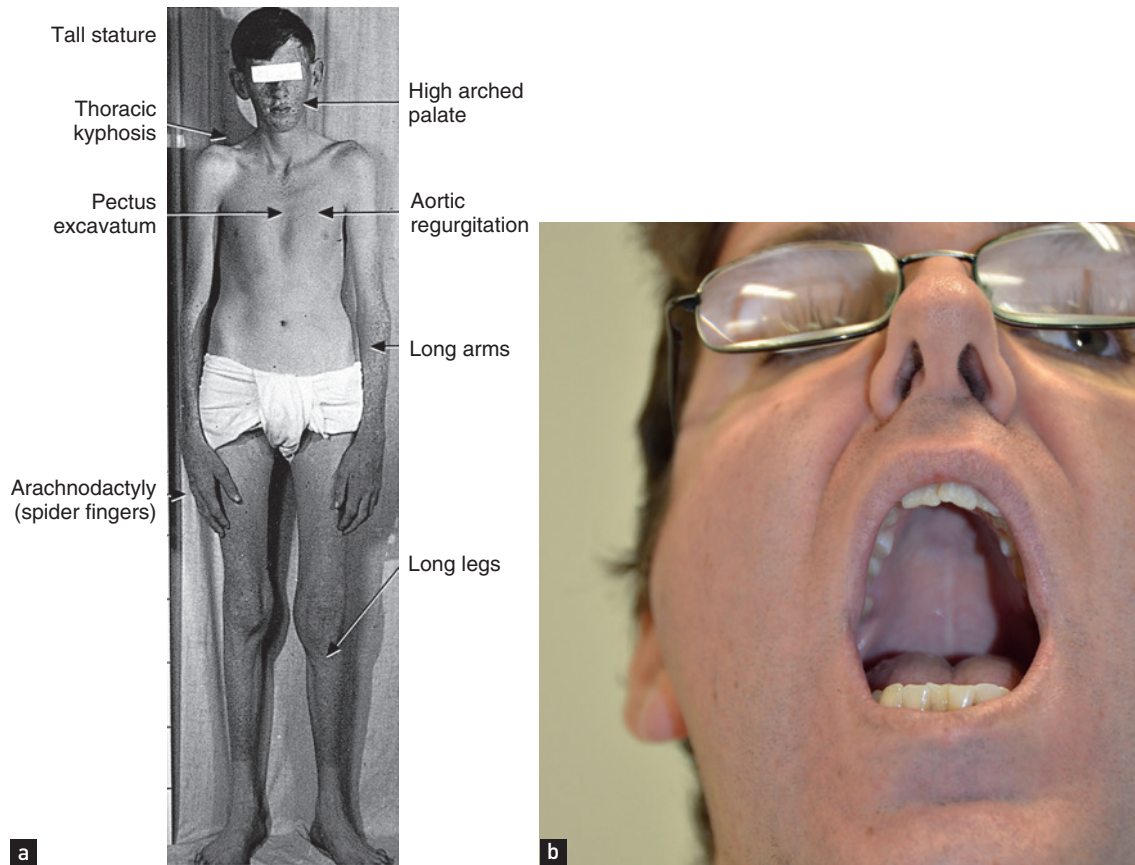 Tall stature
Thoracic
kyphosis
High arched
palate
Pectus
excavatum
Aortic
regurgitation
Long arms
Arachnodactyly
(spider fingers)
Long legs
a
b